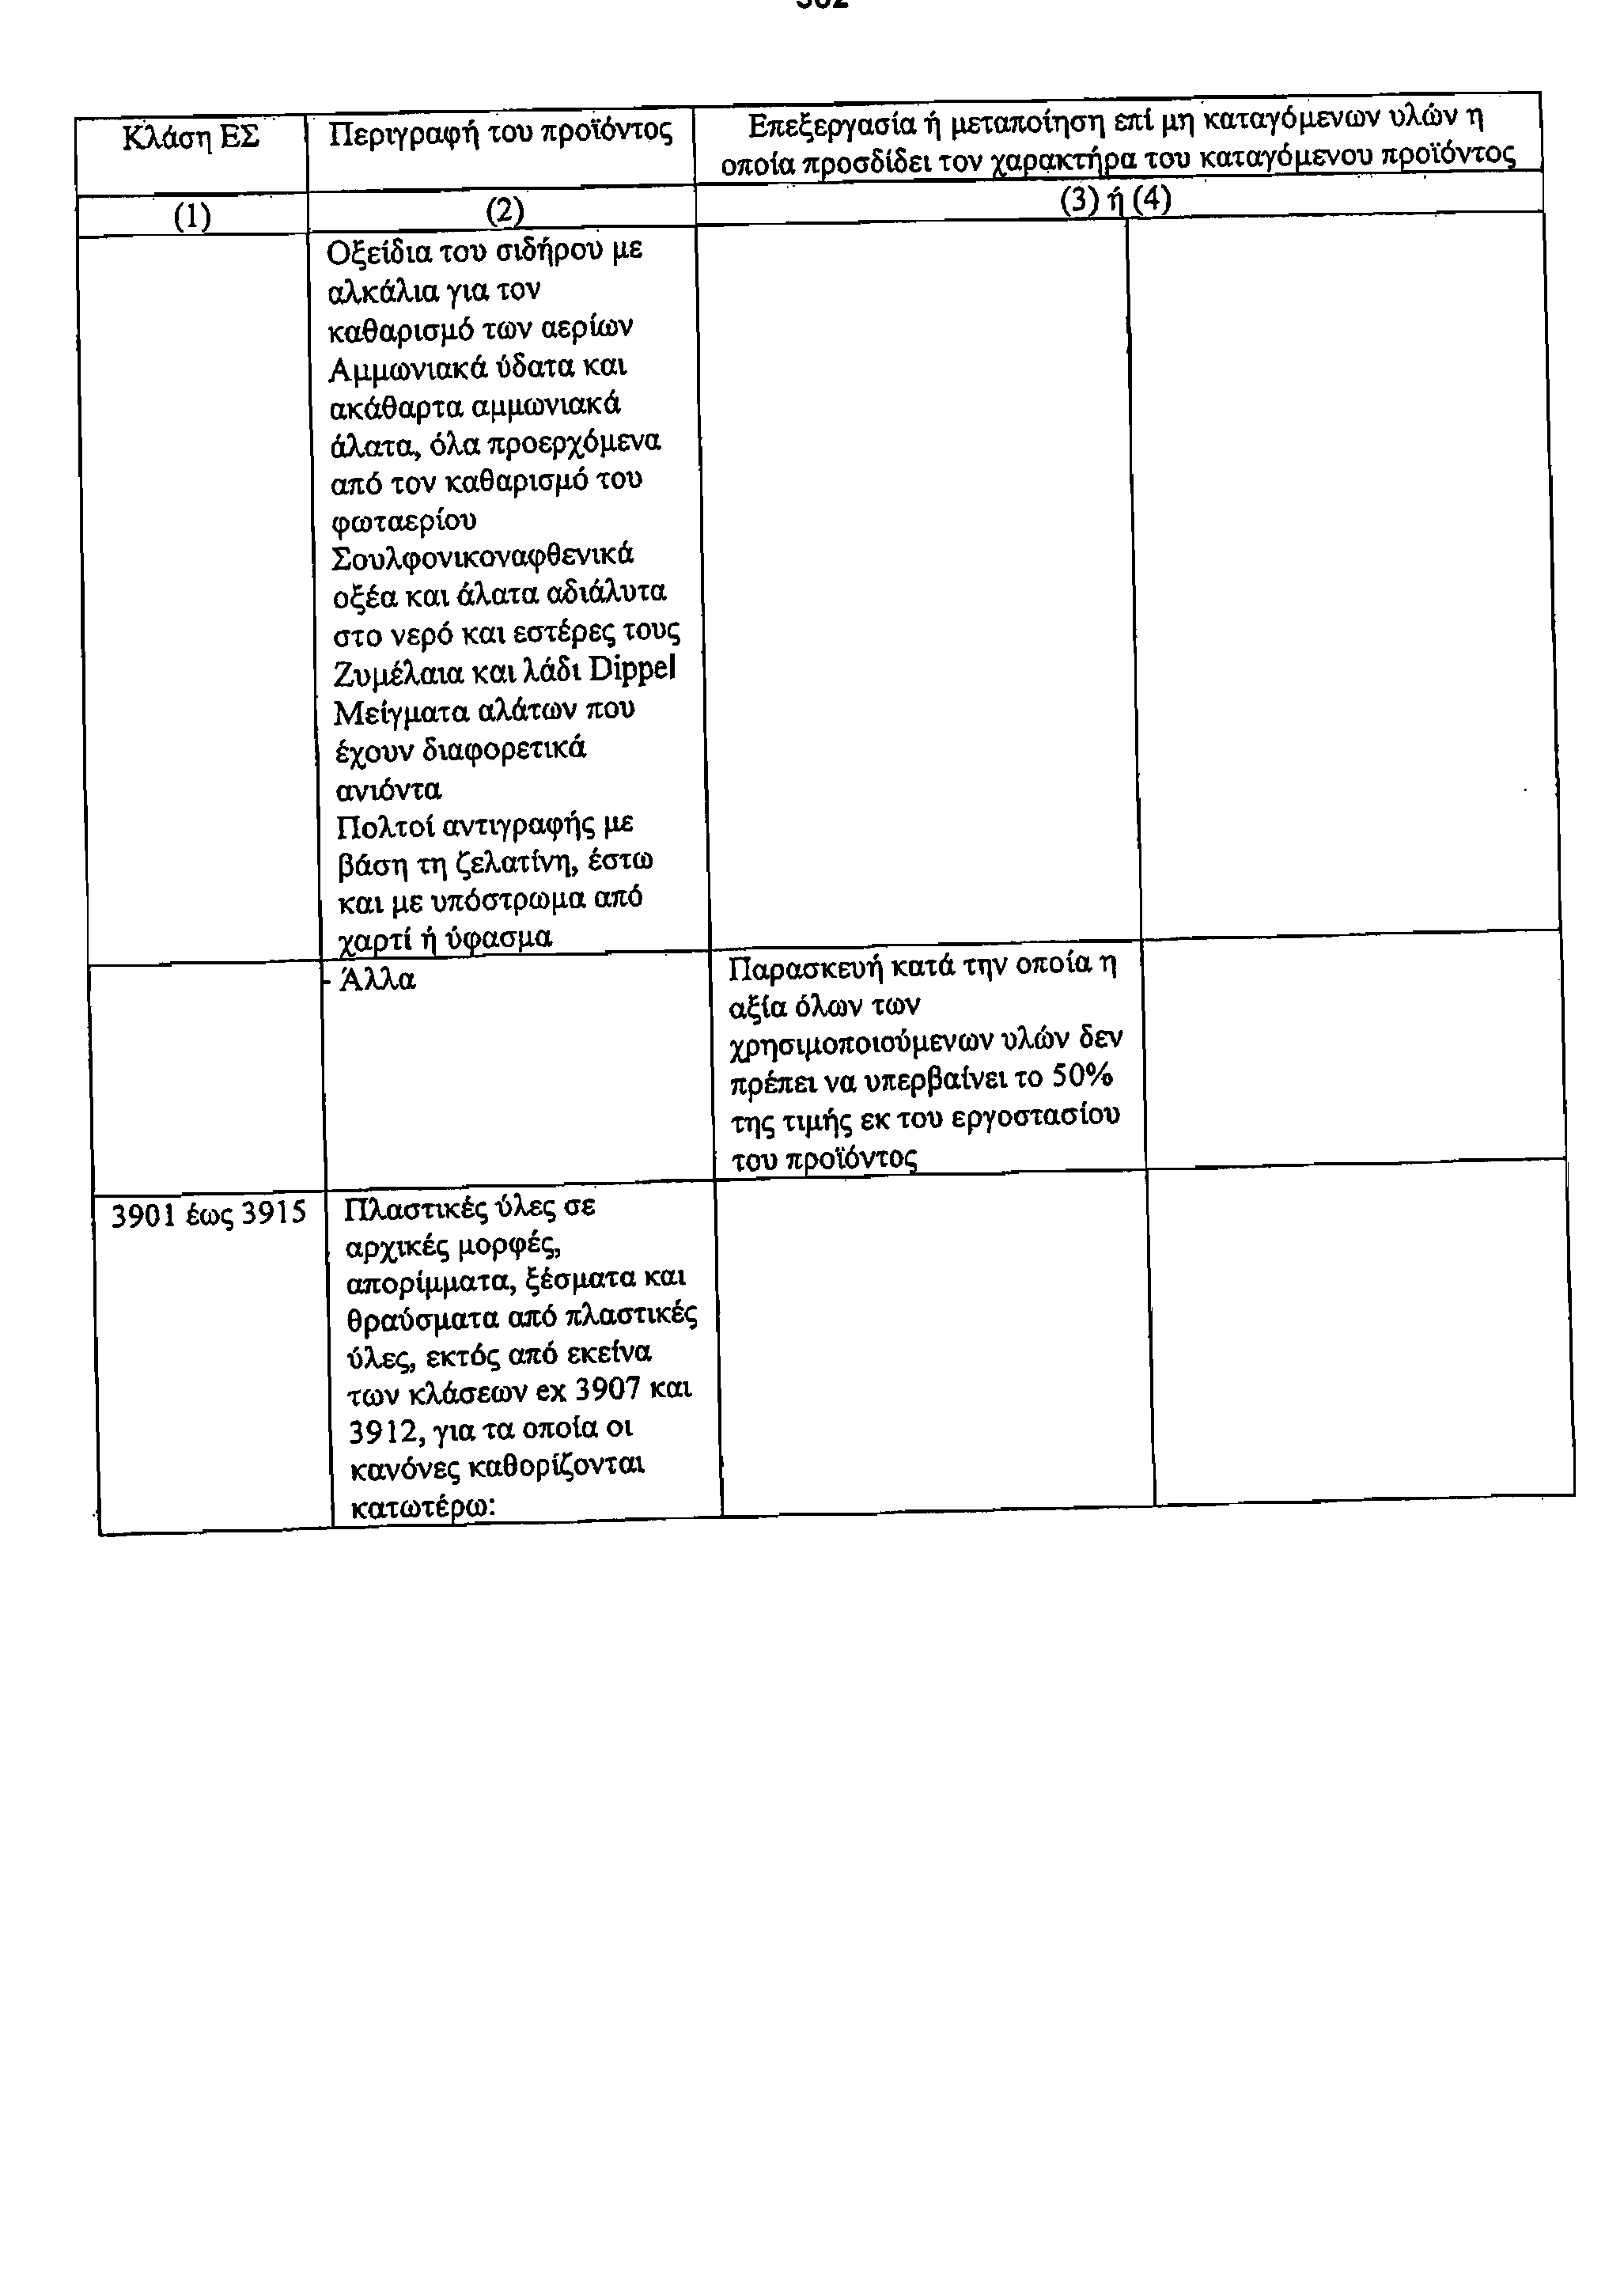 Κλάση ΕΣ
Περιγραφή του προϊόντος
Επεξεργασία ή μεταποίηση επί μη καταγόμενων υλών η
οποία προσδίδει τον χαρακτήρα του καταγόμενου προϊόντος
(1)
(2)
(3) ή (4)
Οξείδια του σιδήρου με
αλκάλια για τον
καθαρισμό των αερίων
Αμμωνιακά ύδατα και
ακάθαρτα αμμωνιακά
άλατα, όλα προερχόμενα
από τον καθαρισμό του
φωταερίου
Σουλφονικοναφθενικά
οξέα και άλατα αδιάλυτα
στο νερό και εστέρες τους
Ζυμέλαια και λάδι Dippel
Μείγματα αλάτων που
έχουν διαφορετικά
ανιόντα
Πολτοί αντιγραφής με
βάση τη ζελατίνη, έστω
και με υπόστρωμα από
χαρτί ή ύφασμα
- Άλλα
Παρασκευή κατά την οποία η
αξία όλων των
χρησιμοποιούμενων υλών δεν
πρέπει να υπερβαίνει το 50%
της τιμής εκ του εργοστασίου
του προϊόντος
3901 έως 3915
Πλαστικές ύλες σε
αρχικές μορφές,
απορίμματα, ξέσματα και
θραύσματα από πλαστικές
ύλες, εκτός από εκείνα
των κλάσεων ex 3907 και
3912, για τα οποία οι
κανόνες καθορίζονται
κατωτέρω: